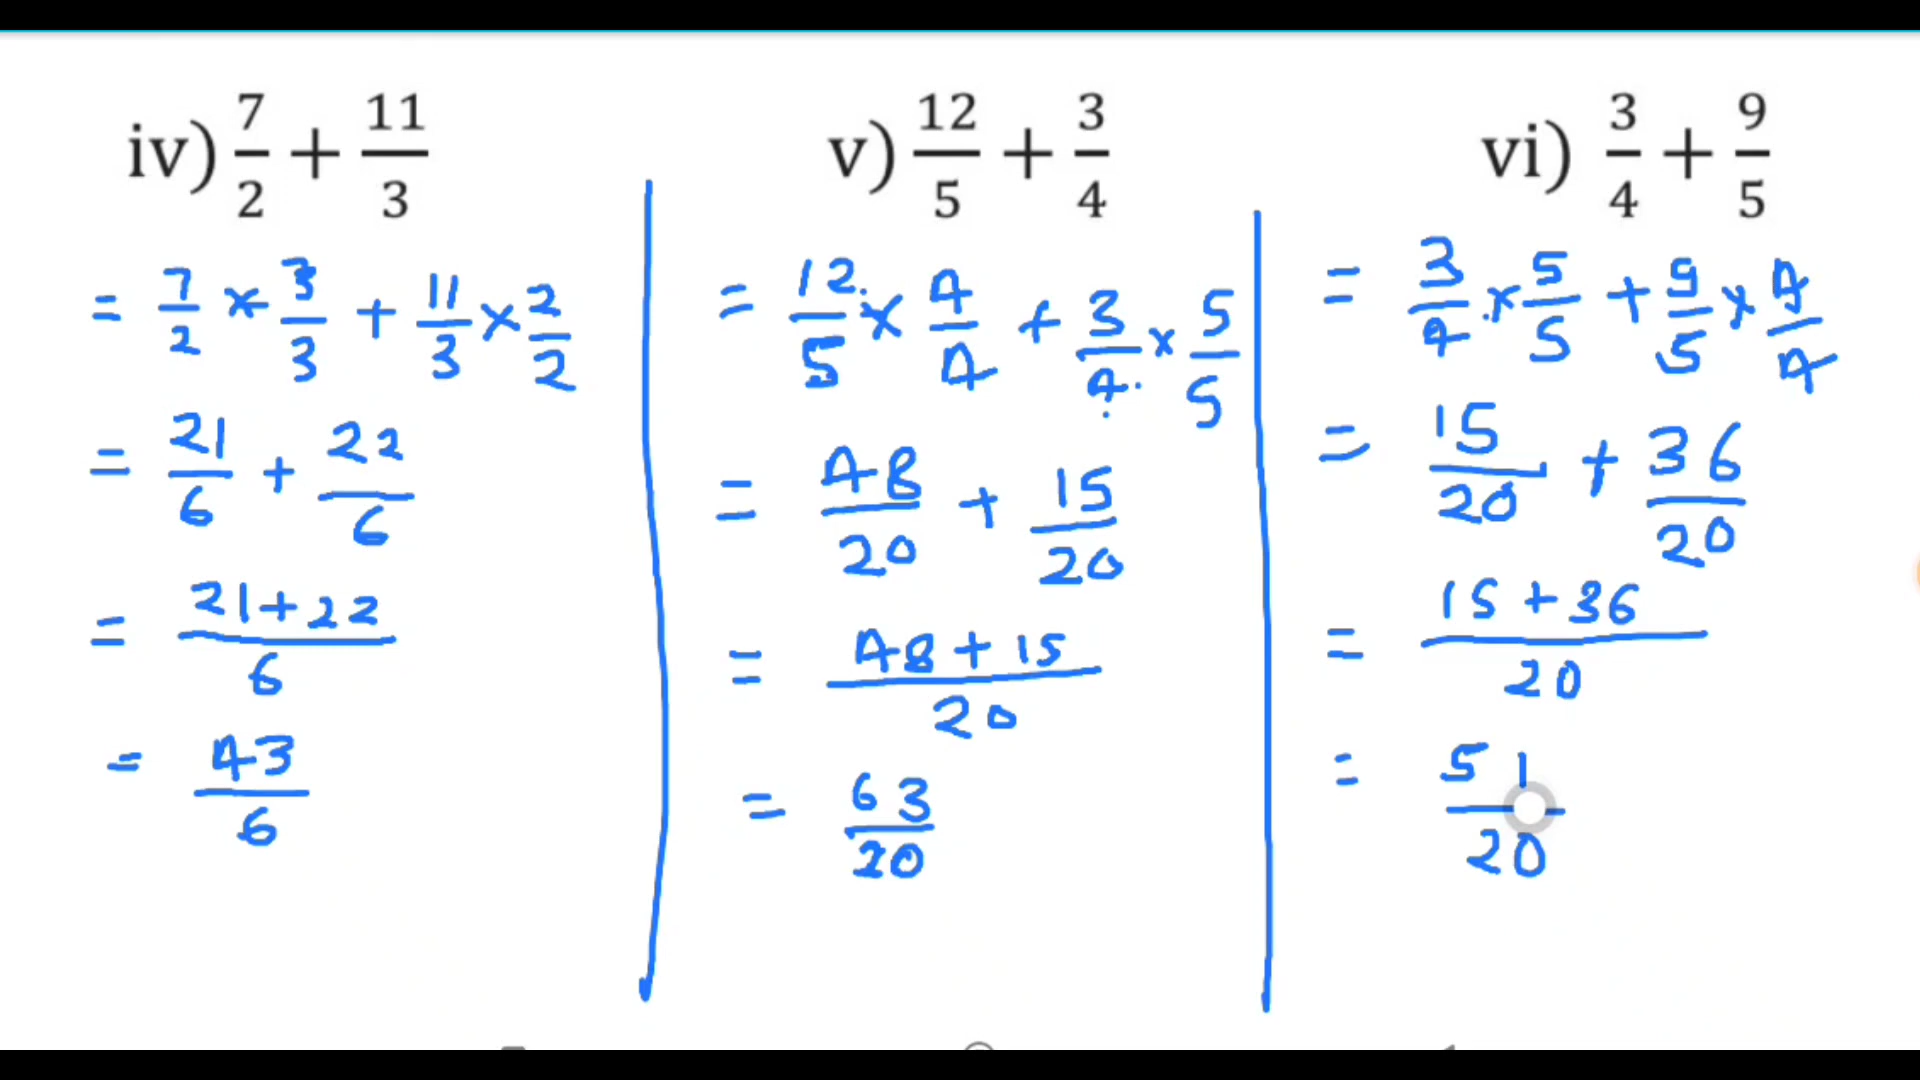 iv) 7/2 + 11/3
= 7/2 × 3/3 + 11/3 × 2/2
= 21/6 + 22/6
= 21+22/6
= 43/6
v) 12/5 + 3/4
= 12/5 × 4/4 + 3/4 × 5/5
= 48/20 + 15/20
= 48+15/20
= 63/20
vi) 3/4 + 9/5
= 3/4 × 5/5 + 9/5 × 4/4
= 15/20 + 36/20
= 15+36/20
= 51/20